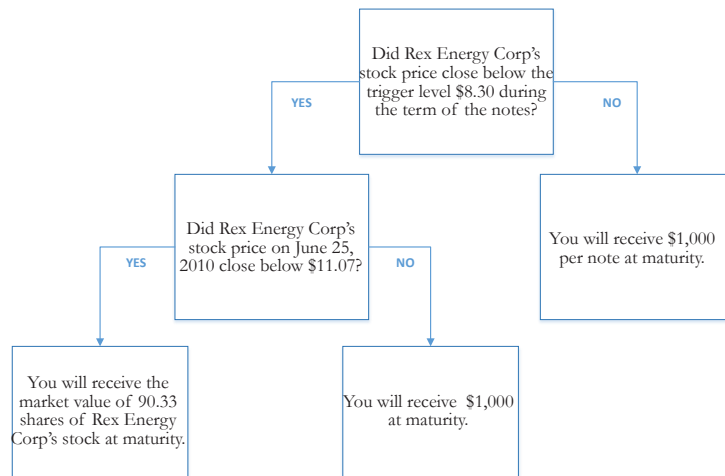 Did Rex Energy Corp's
stock price close below the
trigger level $8.30 during
the term of the notes?
YES
NO
Did Rex Energy Corp's
stock price on June 25,
2010 close below $11.07?
You will receive $1,000
per note at maturity.
YES
NO
You will receive the
market value of 90.33
shares of Rex Energy
Corp's stock at maturity.
You will receive $1,000
at maturity.